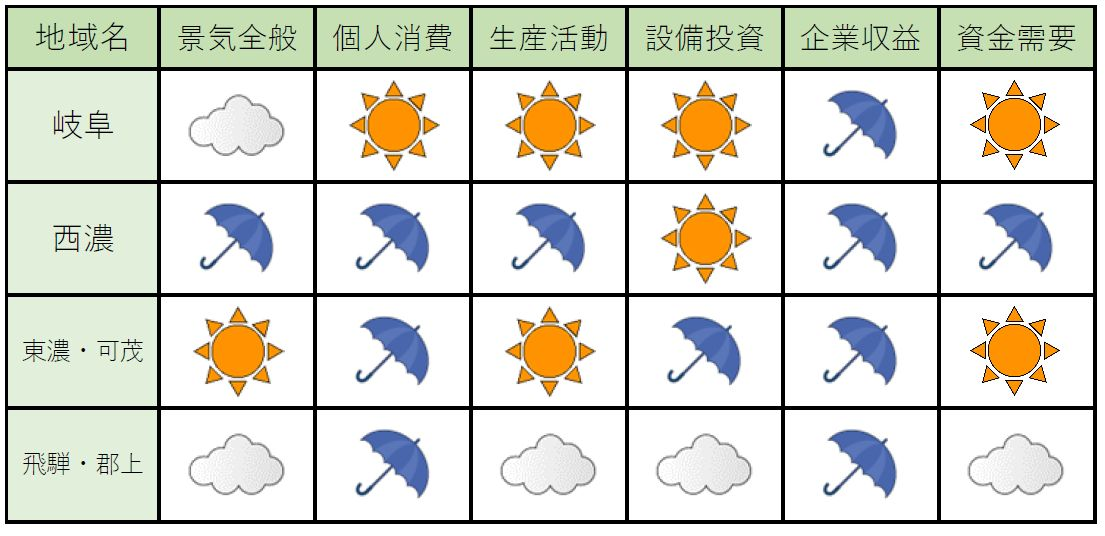 地域名 景気全般 個人消費 生産活動 設備投資 企業収益 資金需要
岐阜
西濃
東濃・可茂
飛騨・郡上